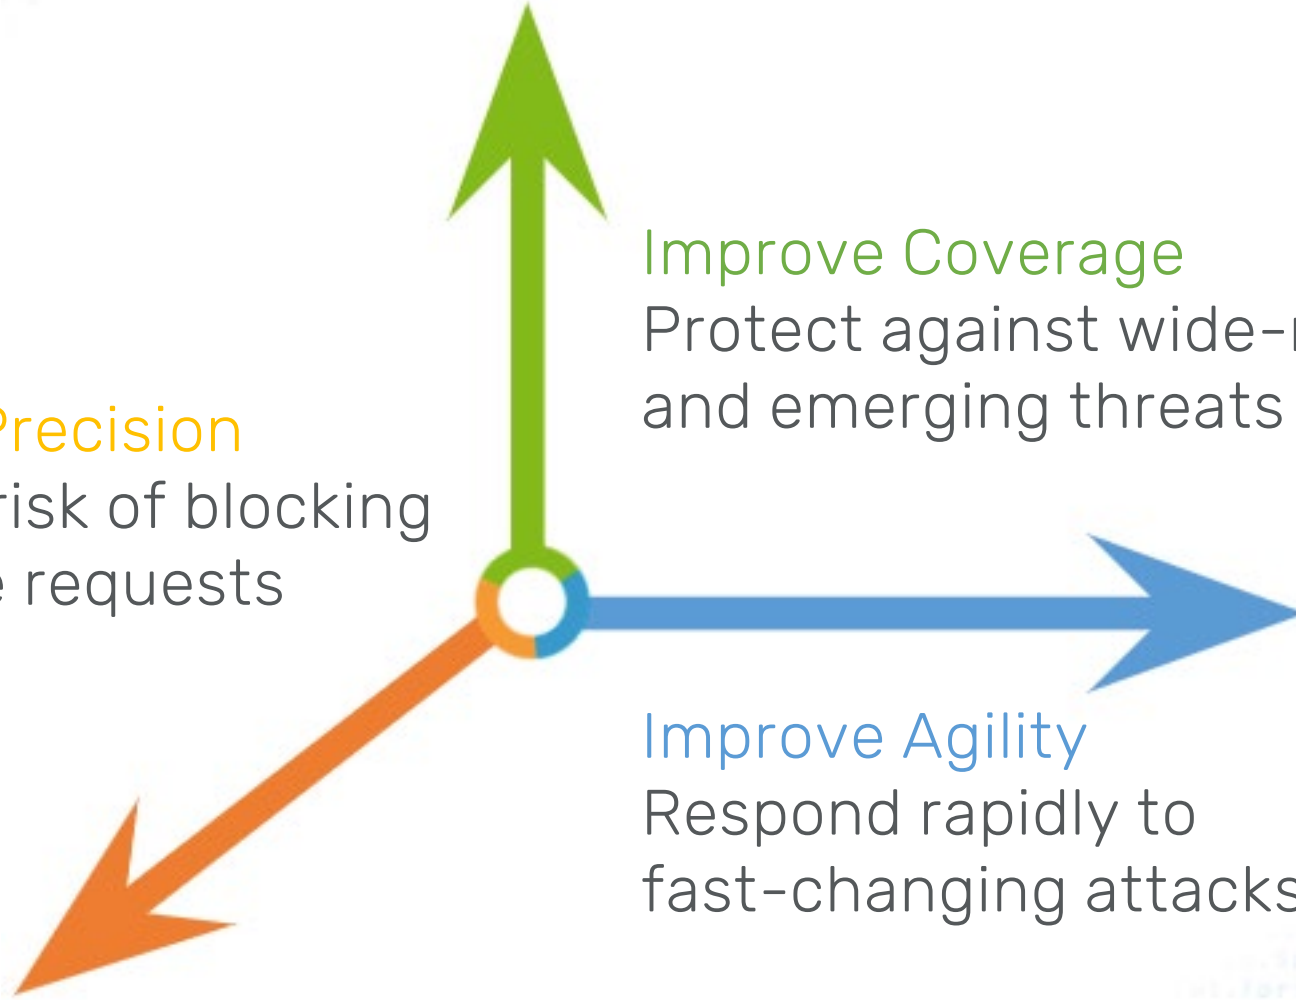 Improve Coverage
Protect against wide-
and emerging threats
Precision
risk of blocking
requests
Improve Agility
Respond rapidly to
fast-changing attacks